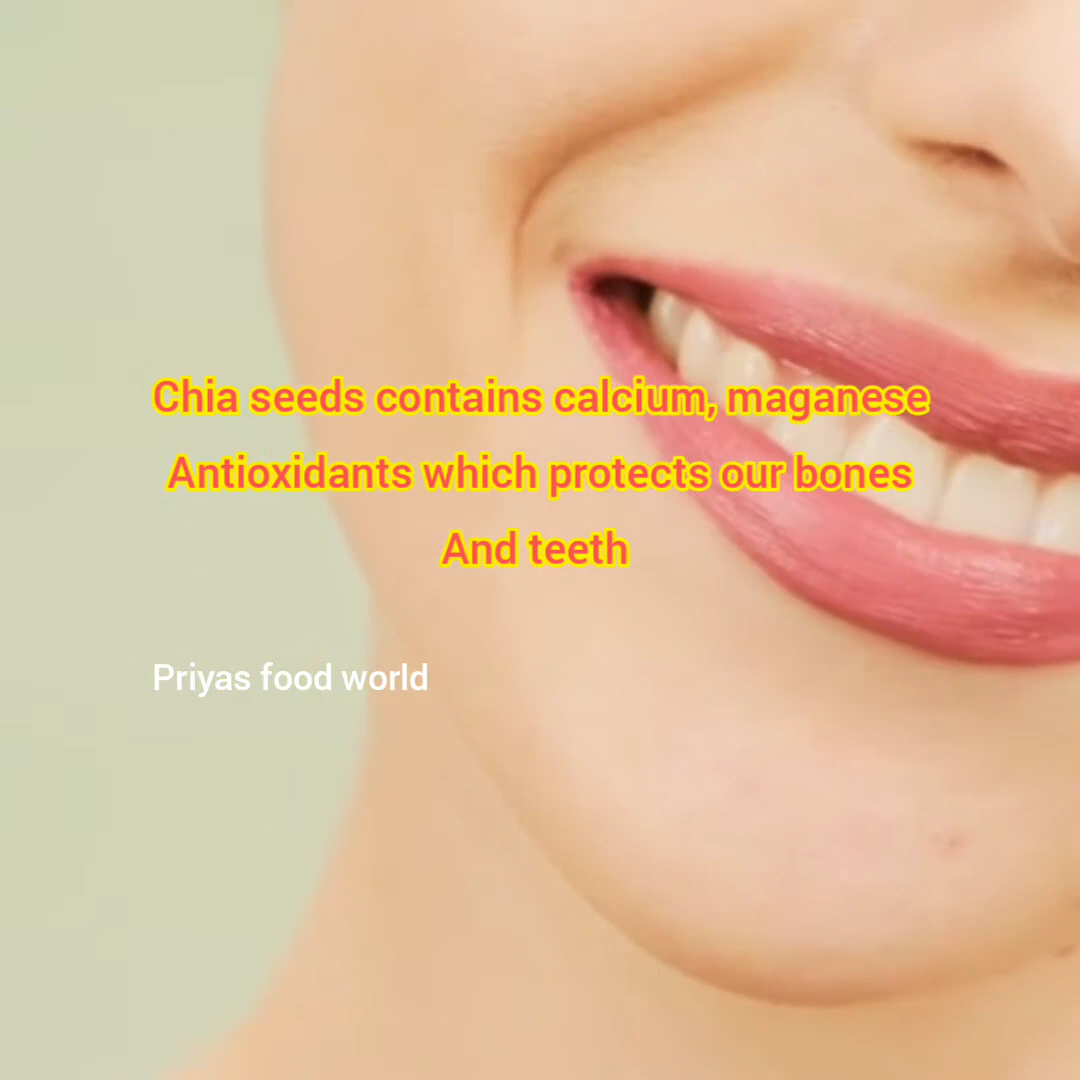 Chia seeds contains calcium, maganese
Antioxidants which protects our bones
And teeth
Priyas food world